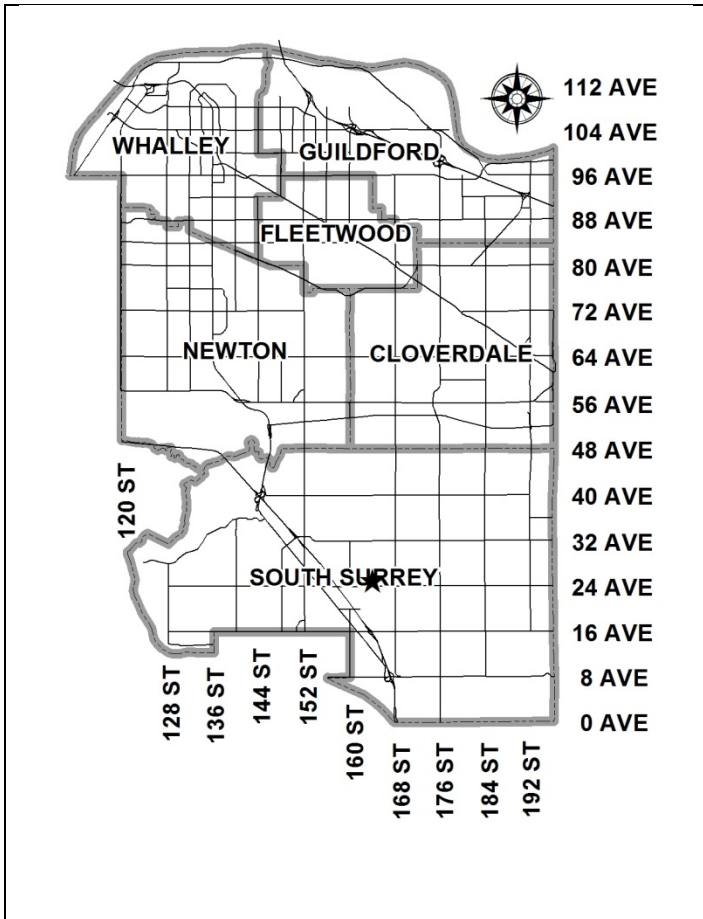 112 AVE
104 AVE
WHALLEY
GUILDFORD
96 AVE
88 AVE
FLEETWOOD
80 AVE
72 AVE
NEWTON
CLOVERDALE
64 AVE
56 AVE
48 AVE
120 ST
40 AVE
32 AVE
SOUTH SURREY
24 AVE
16 AVE
128 ST
136 ST
144 ST
152 ST
160 ST
8 AVE
0 AVE
168 ST
176 ST
184 ST
192 ST